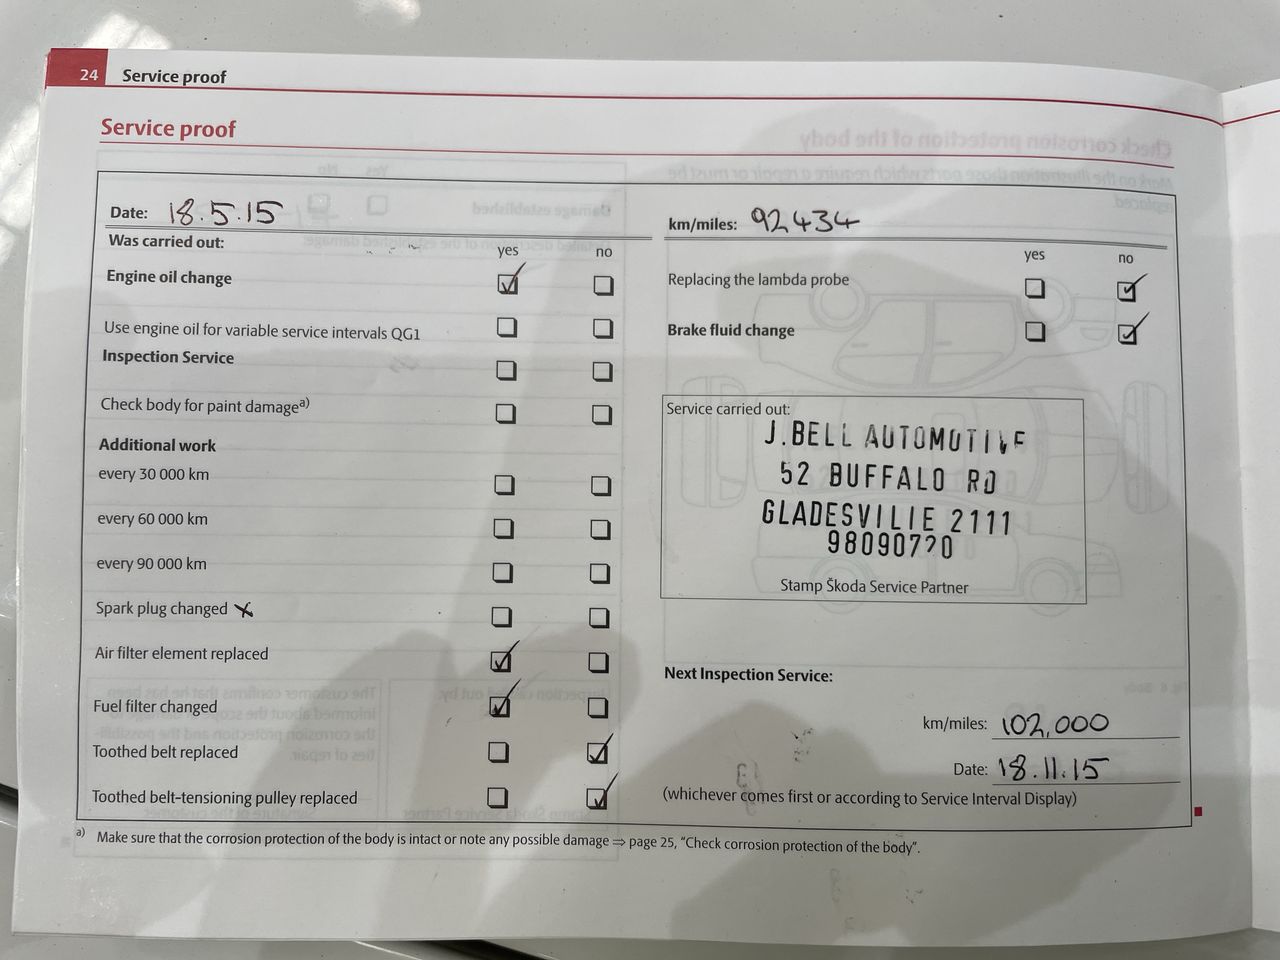 24 Service proof
Service proof
Date: 18.5.15
km/miles: 92434
Was carried out:
yes no
Engine oil change
Use engine oil for variable service intervals QG1
Inspection Service
Check body for paint damage a)
Additional work
every 30 000 km
every 60 000 km
every 90 000 km
Spark plug changed X
Air filter element replaced
Fuel filter changed
Toothed belt replaced
Toothed belt-tensioning pulley replaced
yes no
Replacing the lambda probe
Brake fluid change
Service carried out:
J.BELL AUTOMOTIVE
52 BUFFALO RD
GLADESVILIE 2111
98090720
Stamp Škoda Service Partner
Next Inspection Service:
km/miles: 102,000
Date: 18.11.15
(whichever comes first or according to Service Interval Display)
a) Make sure that the corrosion protection of the body is intact or note any possible damage ⇒ page 25, “Check corrosion protection of the body”.